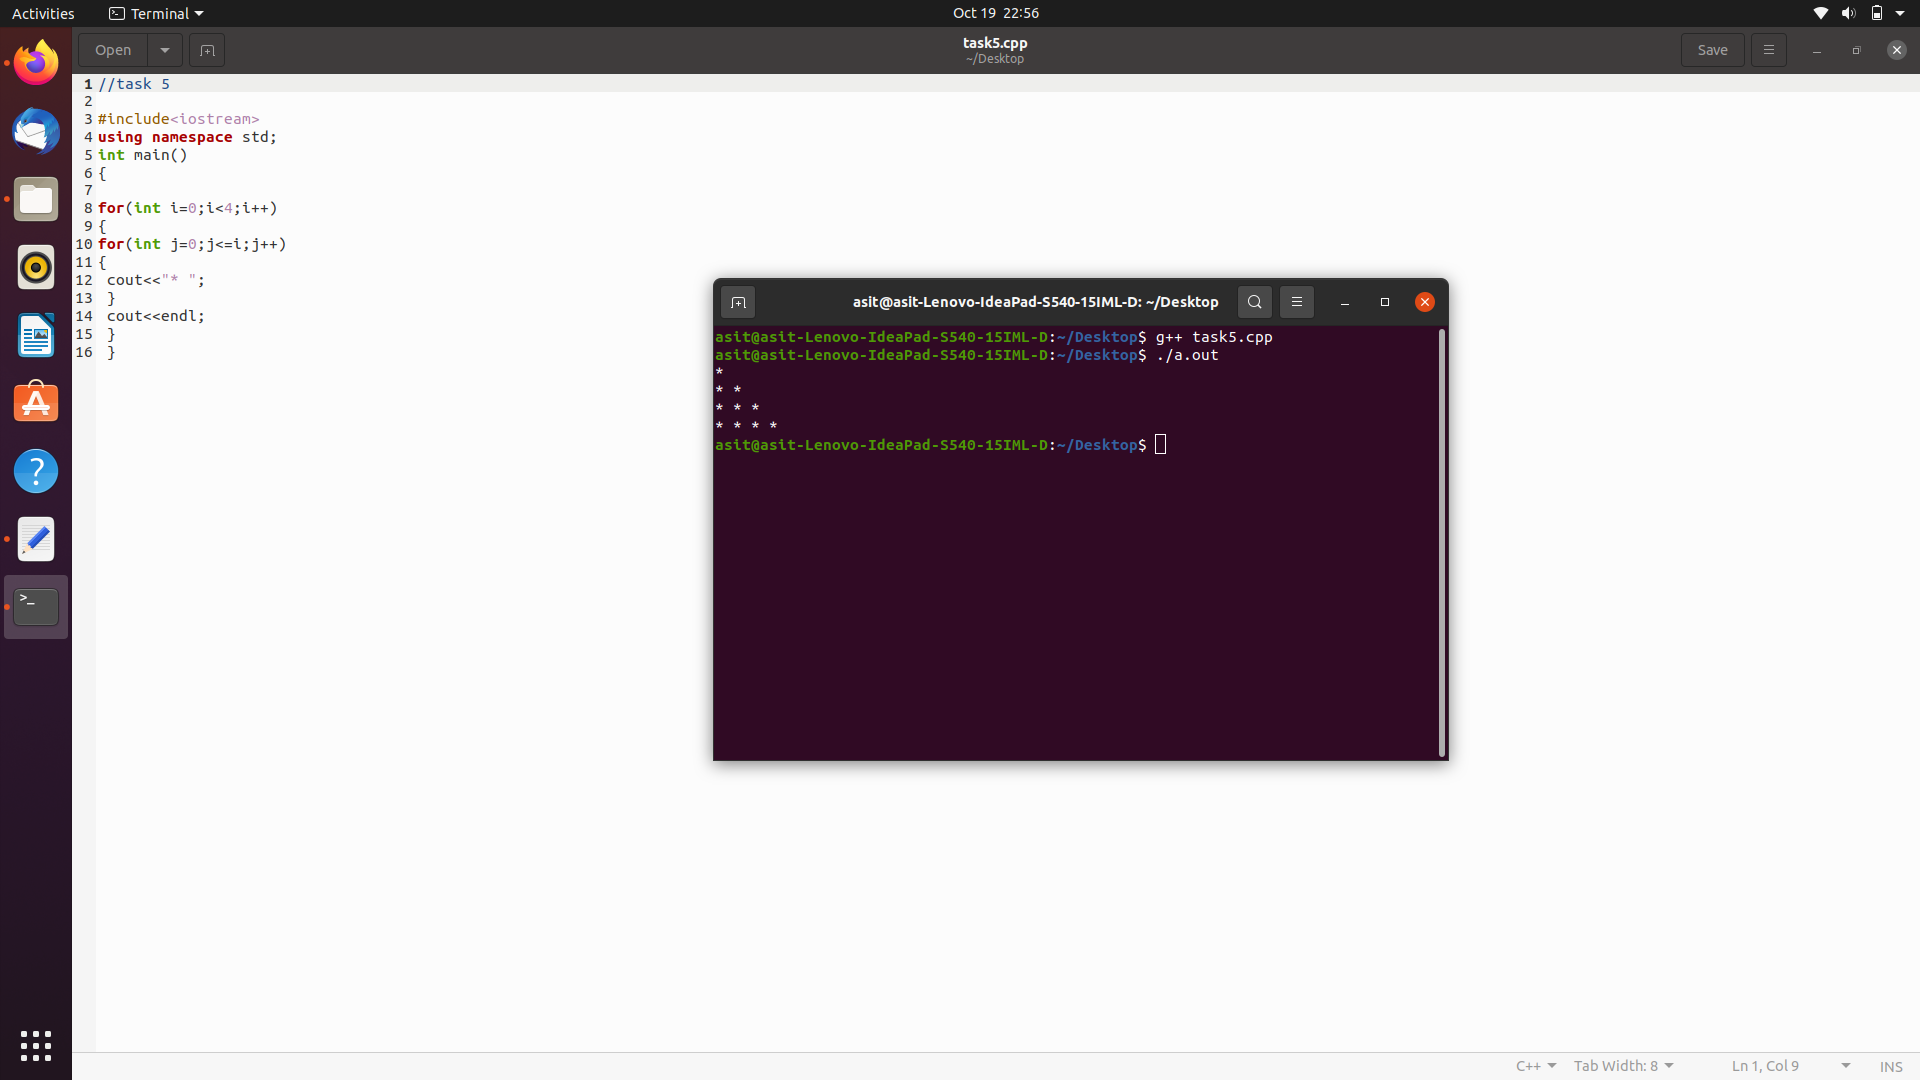 Activities Terminal Oct 19 22:56
Open task5.cpp Save
~/Desktop
1 //task 5
2
3 #include<iostream>
4 using namespace std;
5 int main()
6 {
7
8 for(int i=0;i<4;i++)
9 {
10 for(int j=0;j<=i;j++)
11 {
12 cout<<"* ";
13 }
14 cout<<endl;
15 }
16 }
asit@asit-Lenovo-IdeaPad-S540-15IML-D: ~/Desktop
asit@asit-Lenovo-IdeaPad-S540-15IML-D:~/Desktop$ g++ task5.cpp
asit@asit-Lenovo-IdeaPad-S540-15IML-D:~/Desktop$ ./a.out
*
* *
* * *
* * * *
asit@asit-Lenovo-IdeaPad-S540-15IML-D:~/Desktop$
C++ Tab Width: 8 Ln 1, Col 9 INS